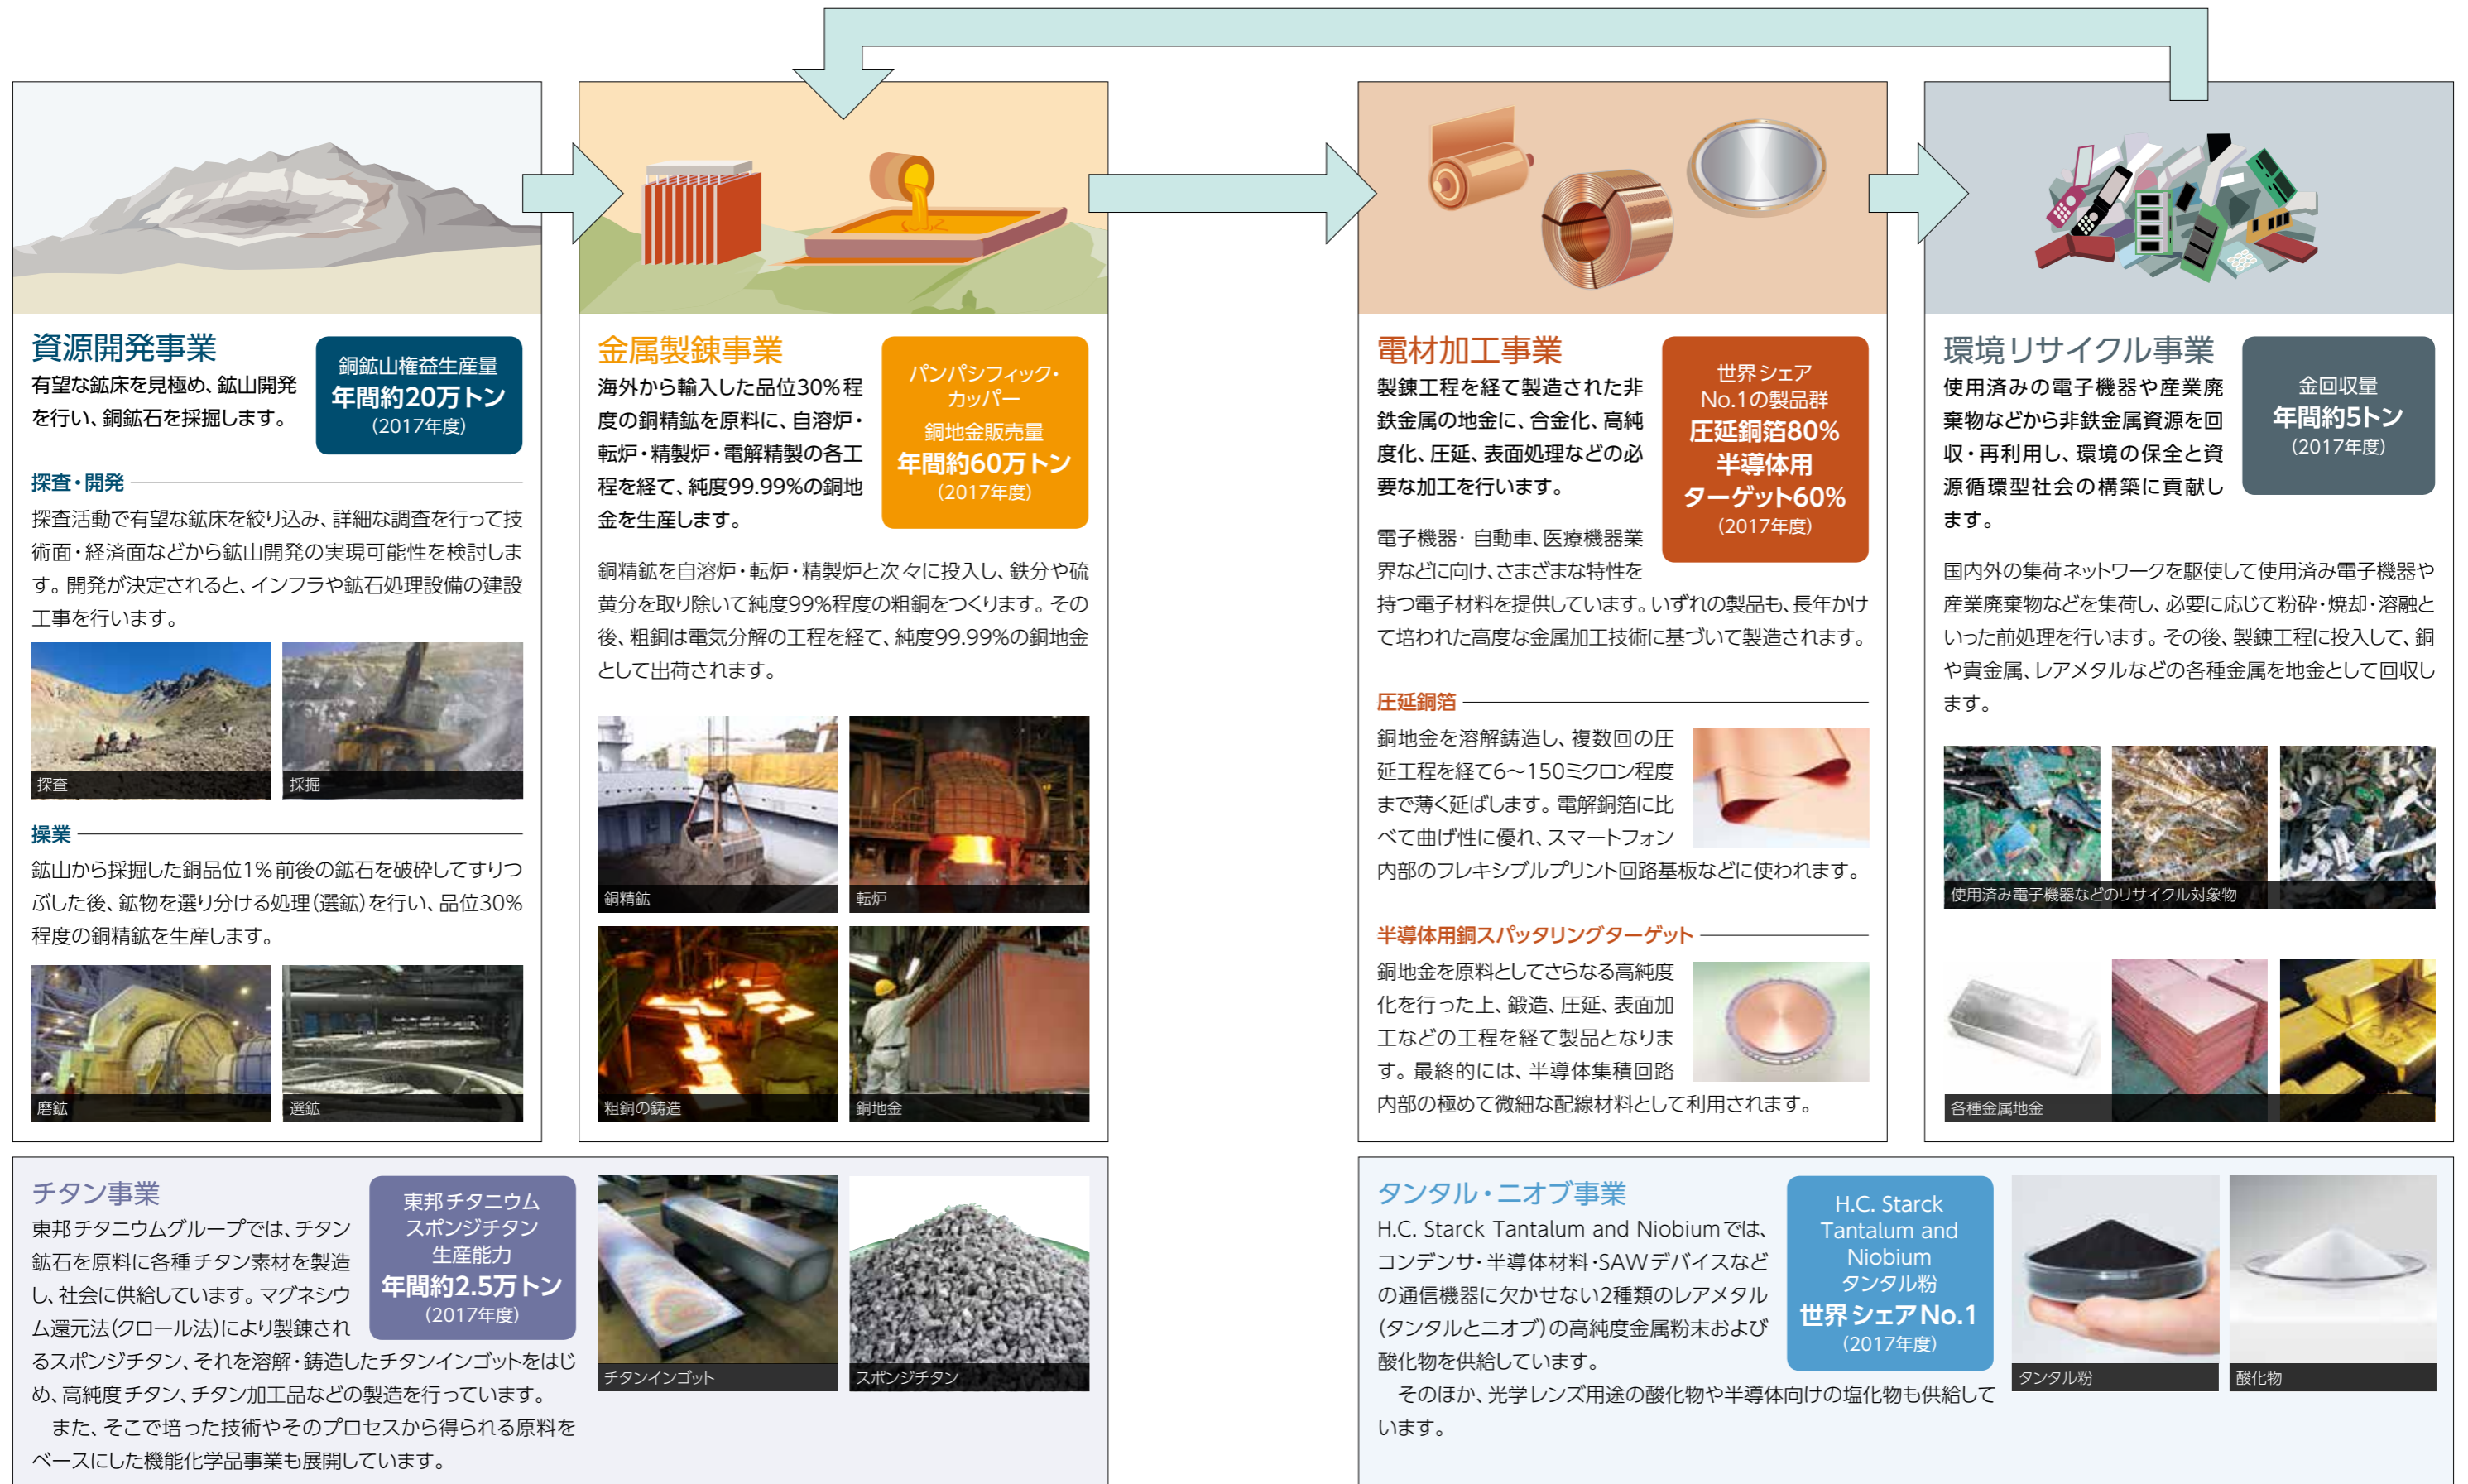 資源開発事業
有望な鉱床を見極め、鉱山開発
を行い、銅鉱石を採掘します。
銅鉱山権益生産量
年間約20万トン
(2017年度)
探査・開発
探査活動で有望な鉱床を絞り込み、詳細な調査を行って技
術面・経済面などから鉱山開発の実現可能性を検討しま
す。開発が決定されると、インフラや鉱石処理設備の建設
工事を行います。
探査
採掘
操業
鉱山から採掘した銅品位1%前後の鉱石を破砕してすりつ
ぶした後、鉱物を選り分ける処理(選鉱)を行い、品位30%
程度の銅精鉱を生産します。
磨鉱
選鉱
金属製錬事業
海外から輸入した品位30%程
度の銅精鉱を原料に、自溶炉・
転炉・精製炉・電解精製の各工
程を経て、純度99.99%の銅地
金を生産します。
パンパシフィック・
カッパー
銅地金販売量
年間約60万トン
(2017年度)
銅精鉱を自溶炉・転炉・精製炉と次々に投入し、鉄分や硫
黄分を取り除いて純度99%程度の粗銅をつくります。その
後、粗銅は電気分解の工程を経て、純度99.99%の銅地金
として出荷されます。
銅精鉱
転炉
粗銅の鋳造
銅地金
電材加工事業
製錬工程を経て製造された非
鉄金属の地金に、合金化、高純
度化、圧延、表面処理などの必
要な加工を行います。
世界シェア
No.1の製品群
圧延銅箔80%
半導体用
ターゲット60%
(2017年度)
電子機器・自動車、医療機器業
界などに向け、さまざまな特性を
持つ電子材料を提供しています。いずれの製品も、長年かけ
て培われた高度な金属加工技術に基づいて製造されます。
圧延銅箔
銅地金を溶解鋳造し、複数回の圧
延工程を経て6〜150ミクロン程度
まで薄く延ばします。電解銅箔に比
べて曲げ性に優れ、スマートフォン
内部のフレキシブルプリント回路基板などに使われます。
半導体用銅スパッタリングターゲット
銅地金を原料としてさらなる高純度
化を行った上、鍛造、圧延、表面加
工などの工程を経て製品となりま
す。最終的には、半導体集積回路
内部の極めて微細な配線材料として利用されます。
環境リサイクル事業
使用済みの電子機器や産業廃
棄物などから非鉄金属資源を回
収・再利用し、環境の保全と資
源循環型社会の構築に貢献し
ます。
金回収量
年間約5トン
(2017年度)
国内外の集荷ネットワークを駆使して使用済み電子機器や
産業廃棄物などを集荷し、必要に応じて粉砕・焼却・溶融と
いった前処理を行います。その後、製錬工程に投入して、銅
や貴金属、レアメタルなどの各種金属を地金として回収し
ます。
使用済み電子機器などのリサイクル対象物
各種金属地金
チタン事業
東邦チタニウムグループでは、チタン
鉱石を原料に各種チタン素材を製造
し、社会に供給しています。マグネシウ
ム還元法(クロール法)により製錬され
るスポンジチタン、それを溶解・鋳造したチタンインゴットをはじ
め、高純度チタン、チタン加工品などの製造を行っています。
また、そこで培った技術やそのプロセスから得られる原料を
ベースにした機能化学品事業も展開しています。
東邦チタニウム
スポンジチタン
生産能力
年間約2.5万トン
(2017年度)
チタンインゴット
スポンジチタン
タンタル・ニオブ事業
H.C. Starck Tantalum and Niobiumでは、
コンデンサ・半導体材料・SAWデバイスなど
の通信機器に欠かせない2種類のレアメタル
(タンタルとニオブ)の高純度金属粉末および
酸化物を供給しています。
そのほか、光学レンズ用途の酸化物や半導体向けの塩化物も供給して
います。
H.C. Starck
Tantalum and
Niobium
タンタル粉
世界シェアNo.1
(2017年度)
タンタル粉
酸化物